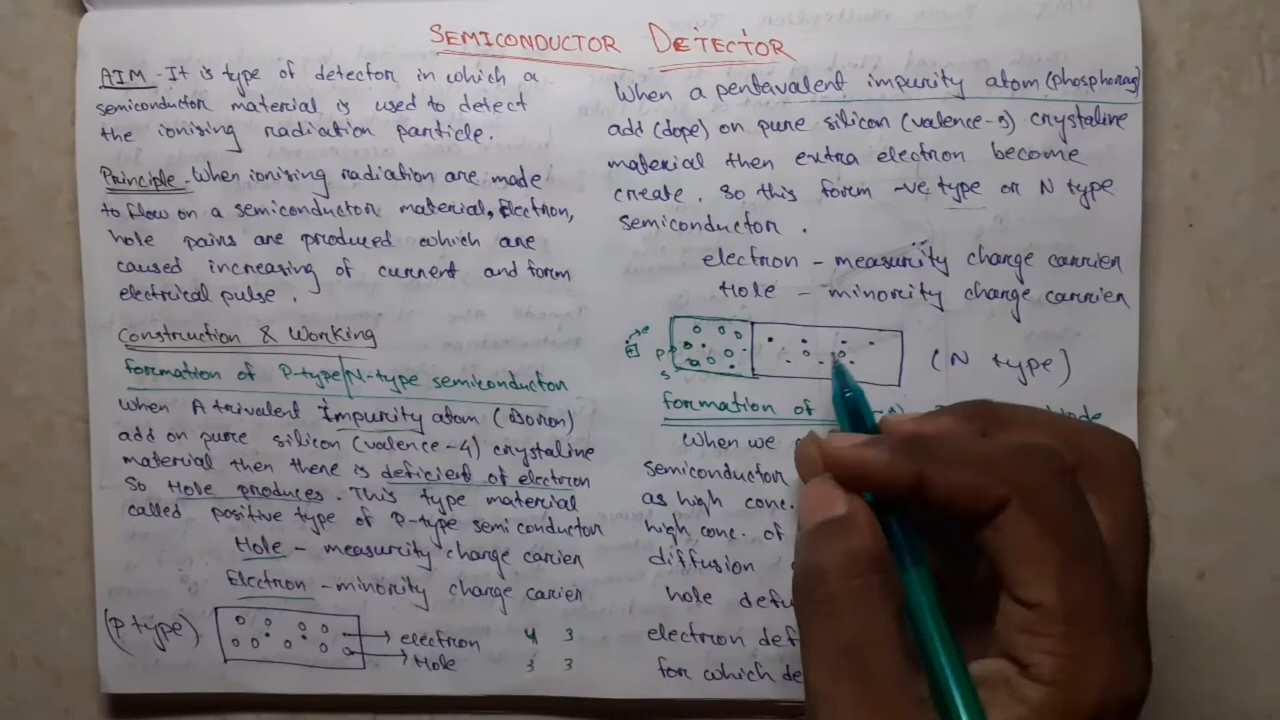 SEMICONDUCTOR DETECTOR
AIM - It is type of detector in which a
semiconductor material is used to detect
the ionising radiation particle.
Principle - When ionising radiation are made
to flow on a semiconductor material, Electron,
hole pairs are produced which are
caused increasing of current and form
electrical pulse.
Construction & Working
formation of P-type/N-type semiconductor
When A trivalent Impurity atom (Boron)
add on pure silicon (valence-4) crystaline
material then there is deficient of electron
So Hole produces. This type material
called positive type of P-type semi conductor
Hole - measurity change carier
Electron - minority change carier
(P type)
electron
Hole
4 3
3 3
When a pentavalent impurity atom (phosphorus)
add (dope) on pure silicon (valence-5) crystaline
material then extra electron become
create. So this form -ve type or N type
semiconductor.
electron - measurity change carrier
Hole - minority change carrier
e
P
S
(N type)
formation of
When we
semiconductor
as high conc.
high conc. of
diffusion
hole
electron
for which